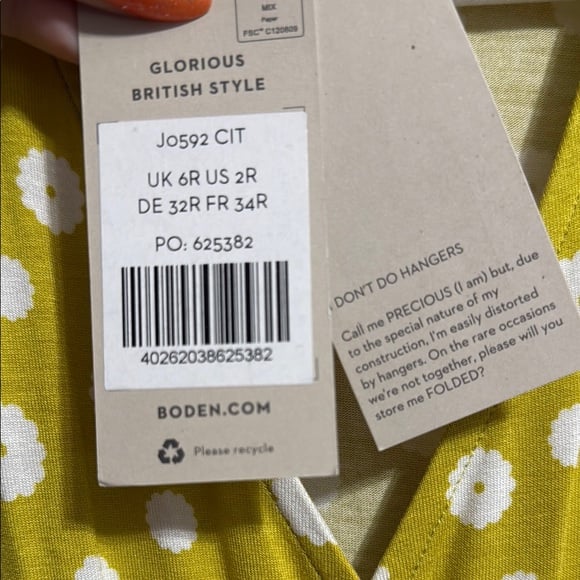 MIX
Paper
FSC™ C120809
GLORIOUS
BRITISH STYLE
J0592 CIT
UK 6R US 2R
DE 32R FR 34R
PO: 625382
40262038625382
BODEN.COM
Please recycle
DON'T DO HANGERS
Call me PRECIOUS (I am) but, due
to the special nature of my
construction, I'm easily distorted
by hangers. On the rare occasions
we're not together, please will you
store me FOLDED?